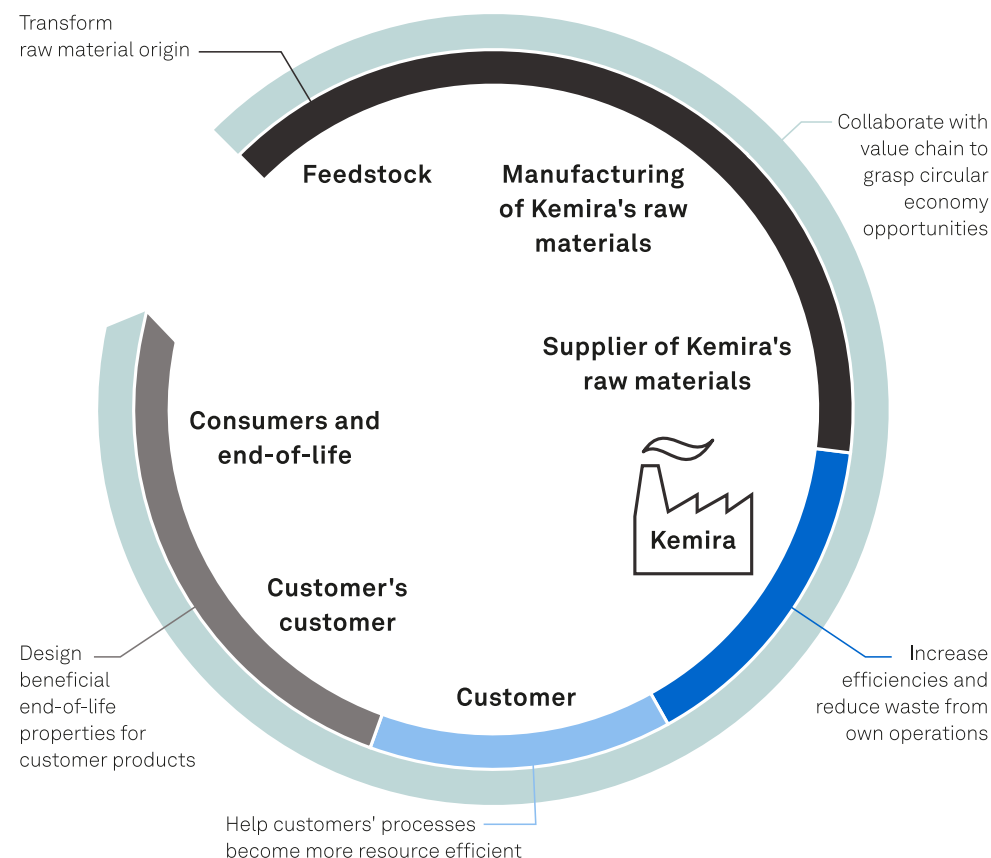 Transform
raw material origin
Collaborate with
value chain to
grasp circular
economy
opportunities
Feedstock
Manufacturing
of Kemira's raw
materials
Supplier of Kemira's
raw materials
Consumers and
end-of-life
Kemira
Customer's
customer
Customer
Design
beneficial
end-of-life
properties for
customer products
Increase
efficiencies and
reduce waste from
own operations
Help customers' processes
become more resource efficient